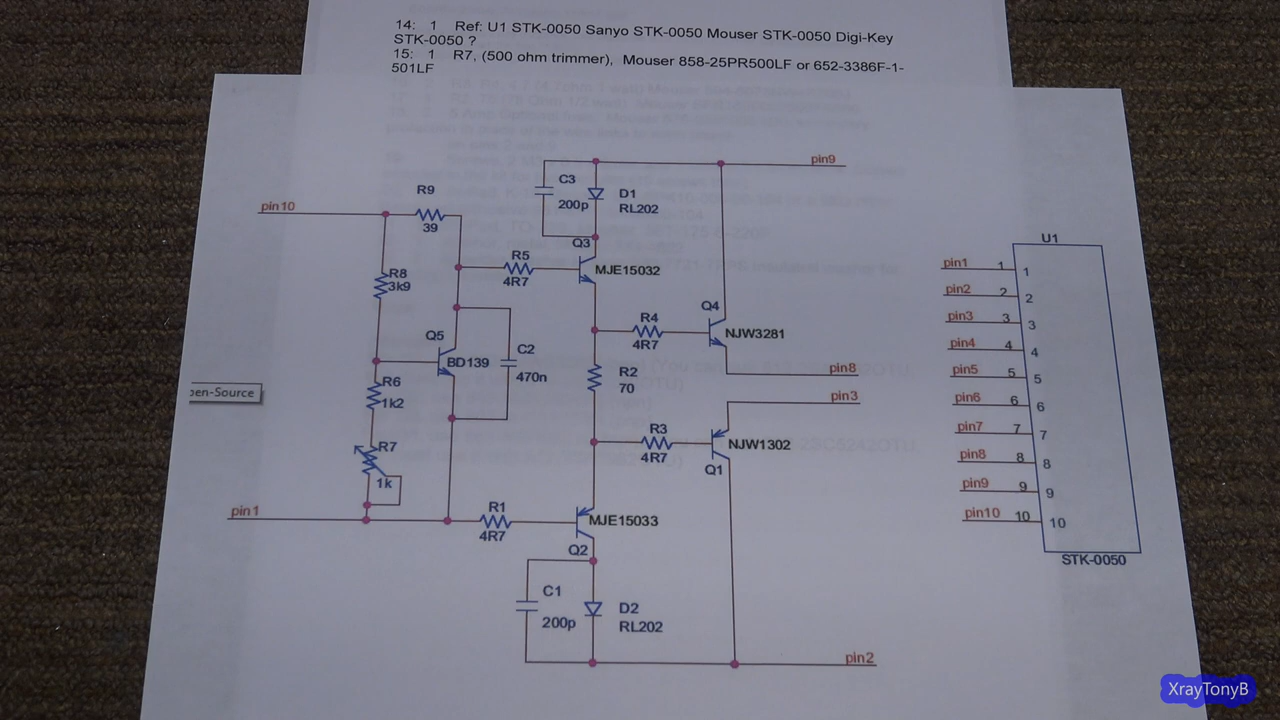 14: 1 Ref: U1 STK-0050 Sanyo STK-0050 Mouser STK-0050 Digi-Key
STK-0050 ?
15: 1 R7, (500 ohm trimmer), Mouser 858-25PR500LF or 652-3386F-1-
501LF
pin9
C3
D1
200p
RL202
R9
pin10
39
Q3
R5
MJE15032
4R7
R8
3k9
Q4
R4
NJW3281
4R7
Q5
BD139
C2
470n
R2
70
pin8
R6
1k2
pen-Source
pin3
R3
NJW1302
4R7
Q1
R7
1k
pin1
R1
MJE15033
4R7
Q2
C1
D2
200p
RL202
pin2
U1
pin1 1 1
pin2 2 2
pin3 3 3
pin4 4 4
pin5 5 5
pin6 6 6
pin7 7 7
pin8 8 8
pin9 9 9
pin10 10 10
STK-0050
XrayTonyB